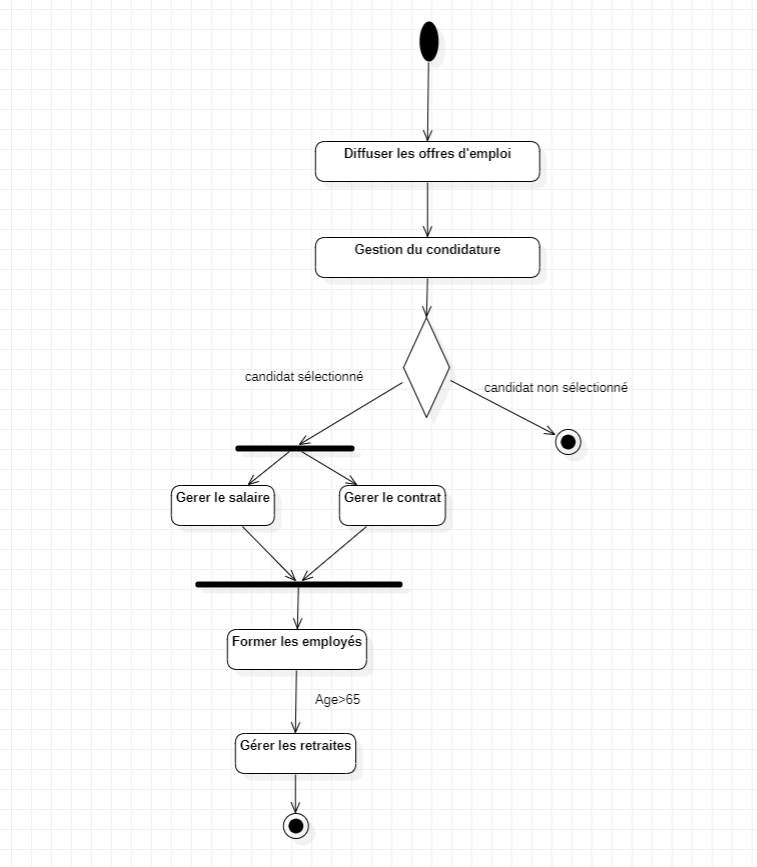 Diffuser les offres d'emploi
Gestion du condidature
candidat sélectionné
candidat non sélectionné
Gerer le salaire
Gerer le contrat
Former les employés
Age>65
Gérer les retraites